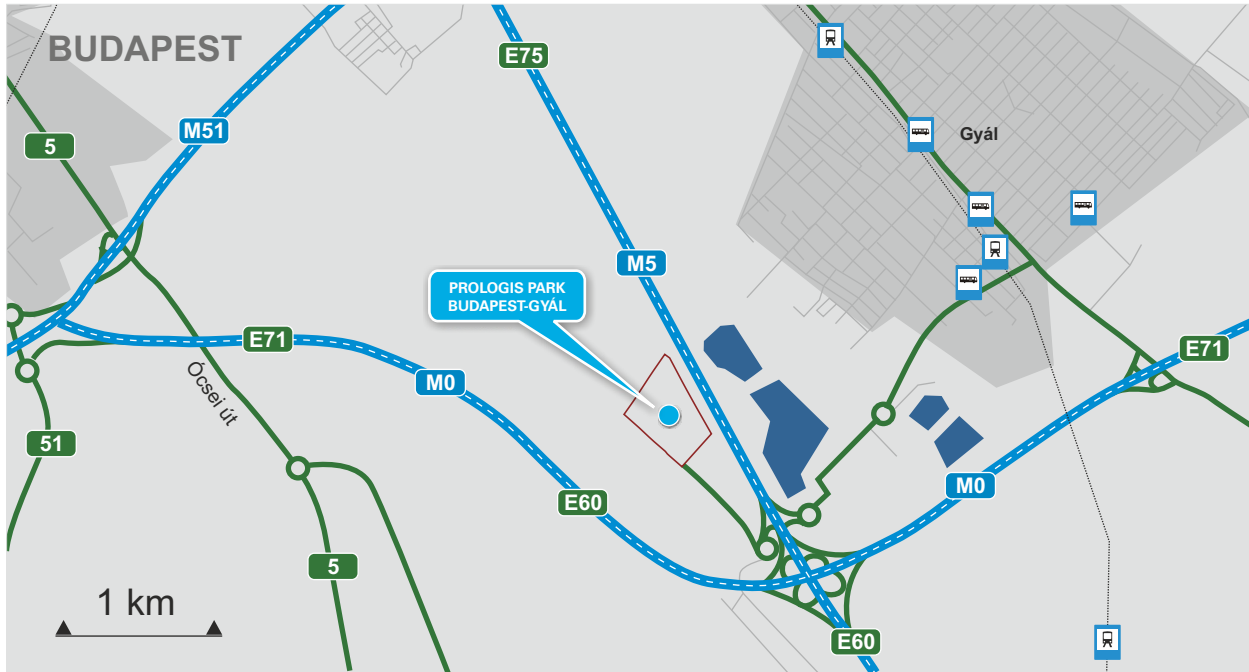 BUDAPEST
E75
M51
5
Gyál
M5
PROLOGIS PARK
BUDAPEST-GYÁL
E71
E71
M0
Ócsei út
51
M0
E60
5
1 km
E60